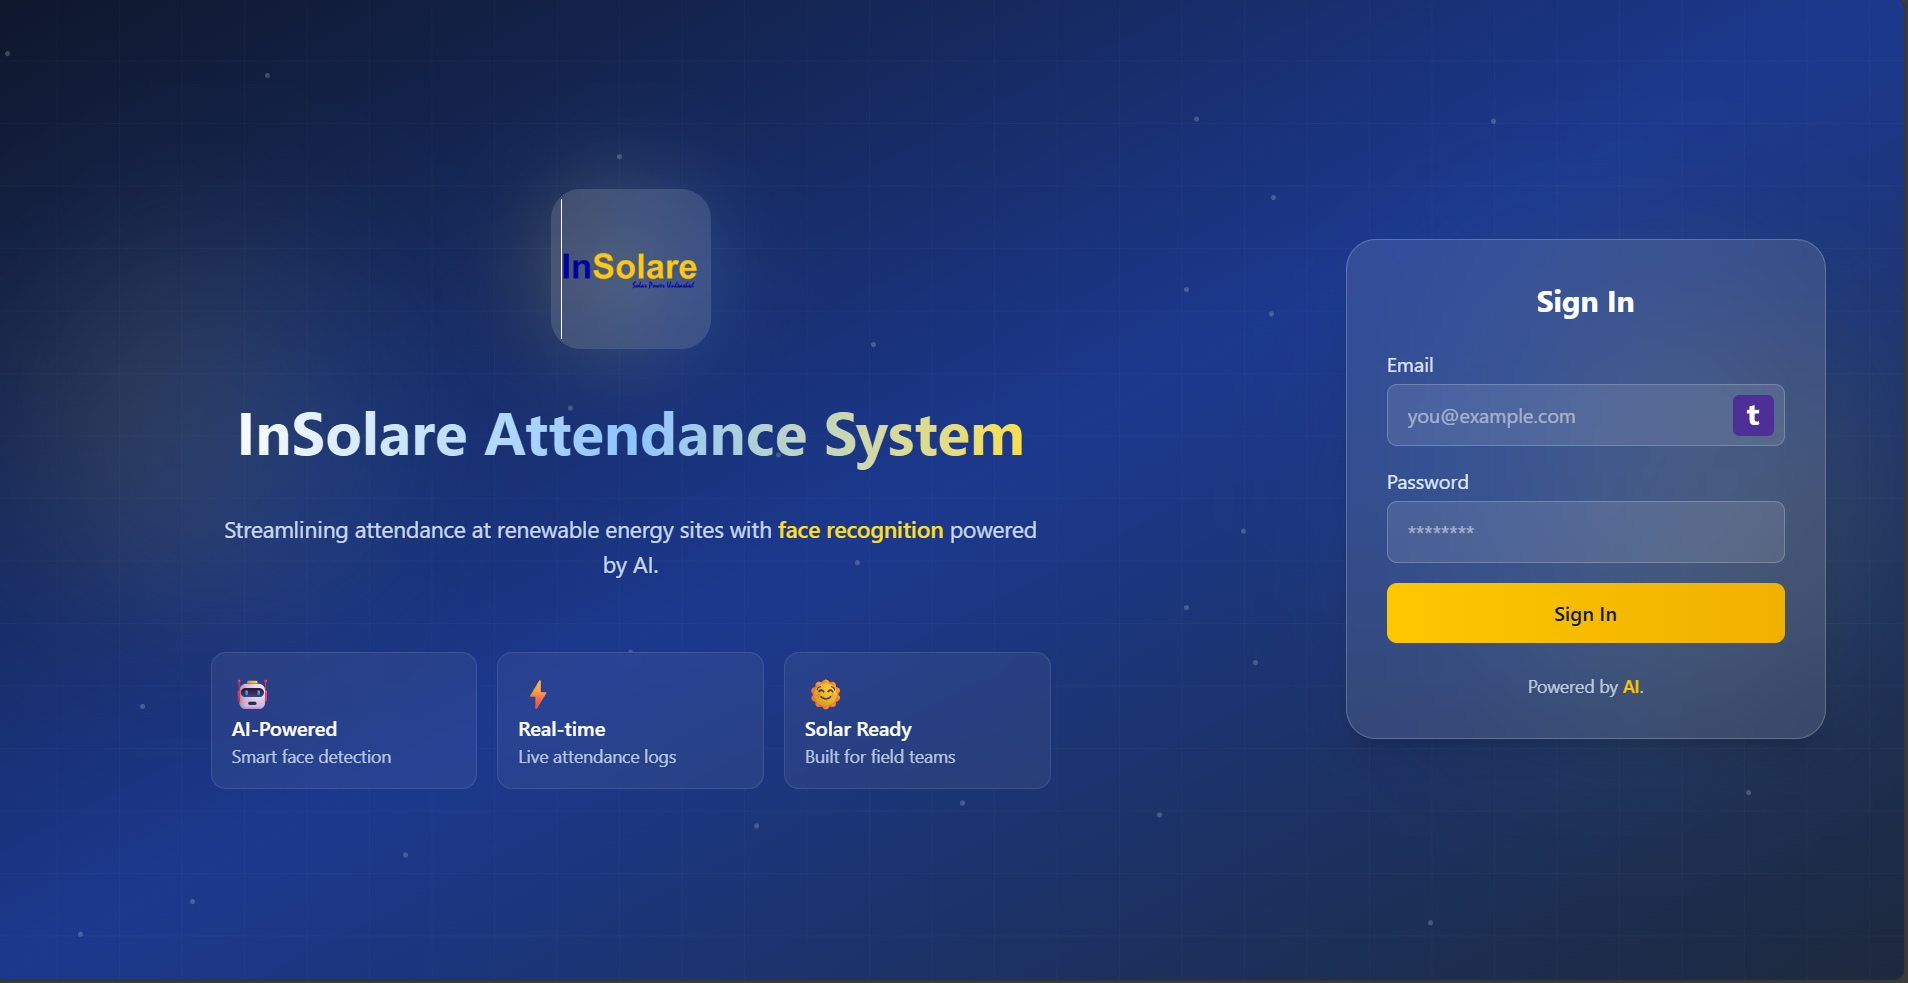 InSolare
Solar Power Unleashed
InSolare Attendance System
Streamlining attendance at renewable energy sites with face recognition powered
by AI.
AI-Powered
Smart face detection
Real-time
Live attendance logs
Solar Ready
Built for field teams
Sign In
Email
you@example.com
t
Password
********
Sign In
Powered by AI.